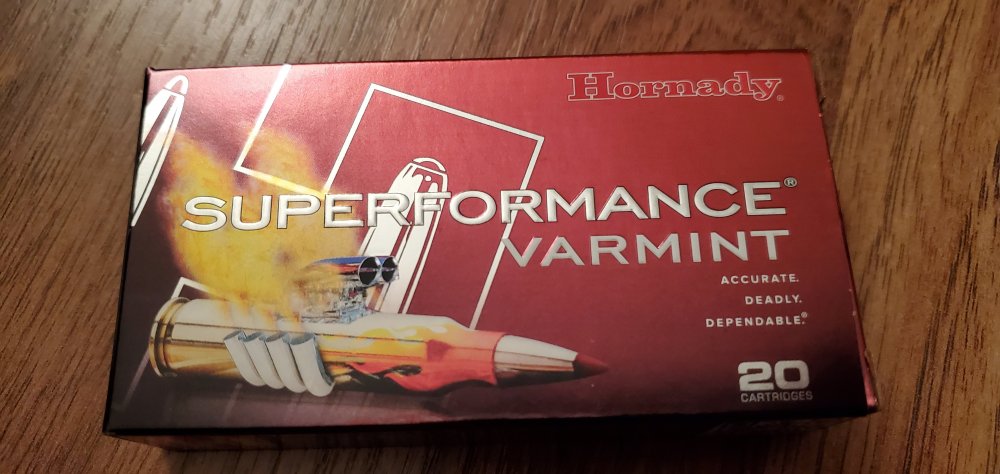 Hornady®
SUPERFORMANCE®
VARMINT
ACCURATE.
DEADLY.
DEPENDABLE.®
20
CARTRIDGES